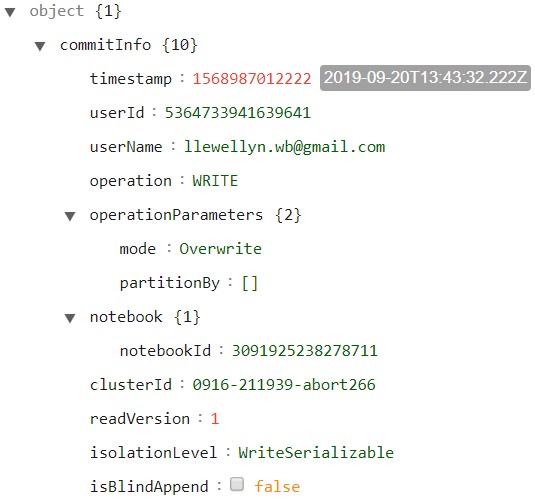 ▼ object {1}
▼ commitInfo {10}
timestamp : 1568987012222 2019-09-20T13:43:32.222Z
userId : 5364733941639641
userName : llewellyn.wb@gmail.com
operation : WRITE
▼ operationParameters {2}
mode : Overwrite
partitionBy : []
▼ notebook {1}
notebookId : 3091925238278711
clusterId : 0916-211939-abort266
readVersion : 1
isolationLevel : WriteSerializable
isBlindAppend : false